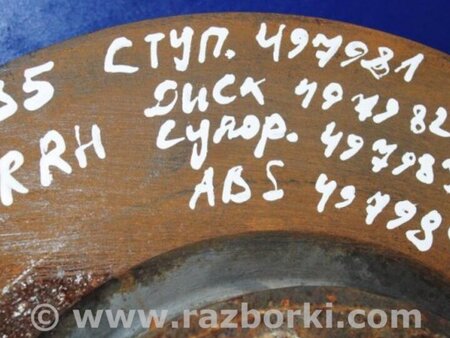 35 СТУП. 497981
RRH ДИСК 497982
СУПОР. 49798
ABS 49798
© www.razborki.com